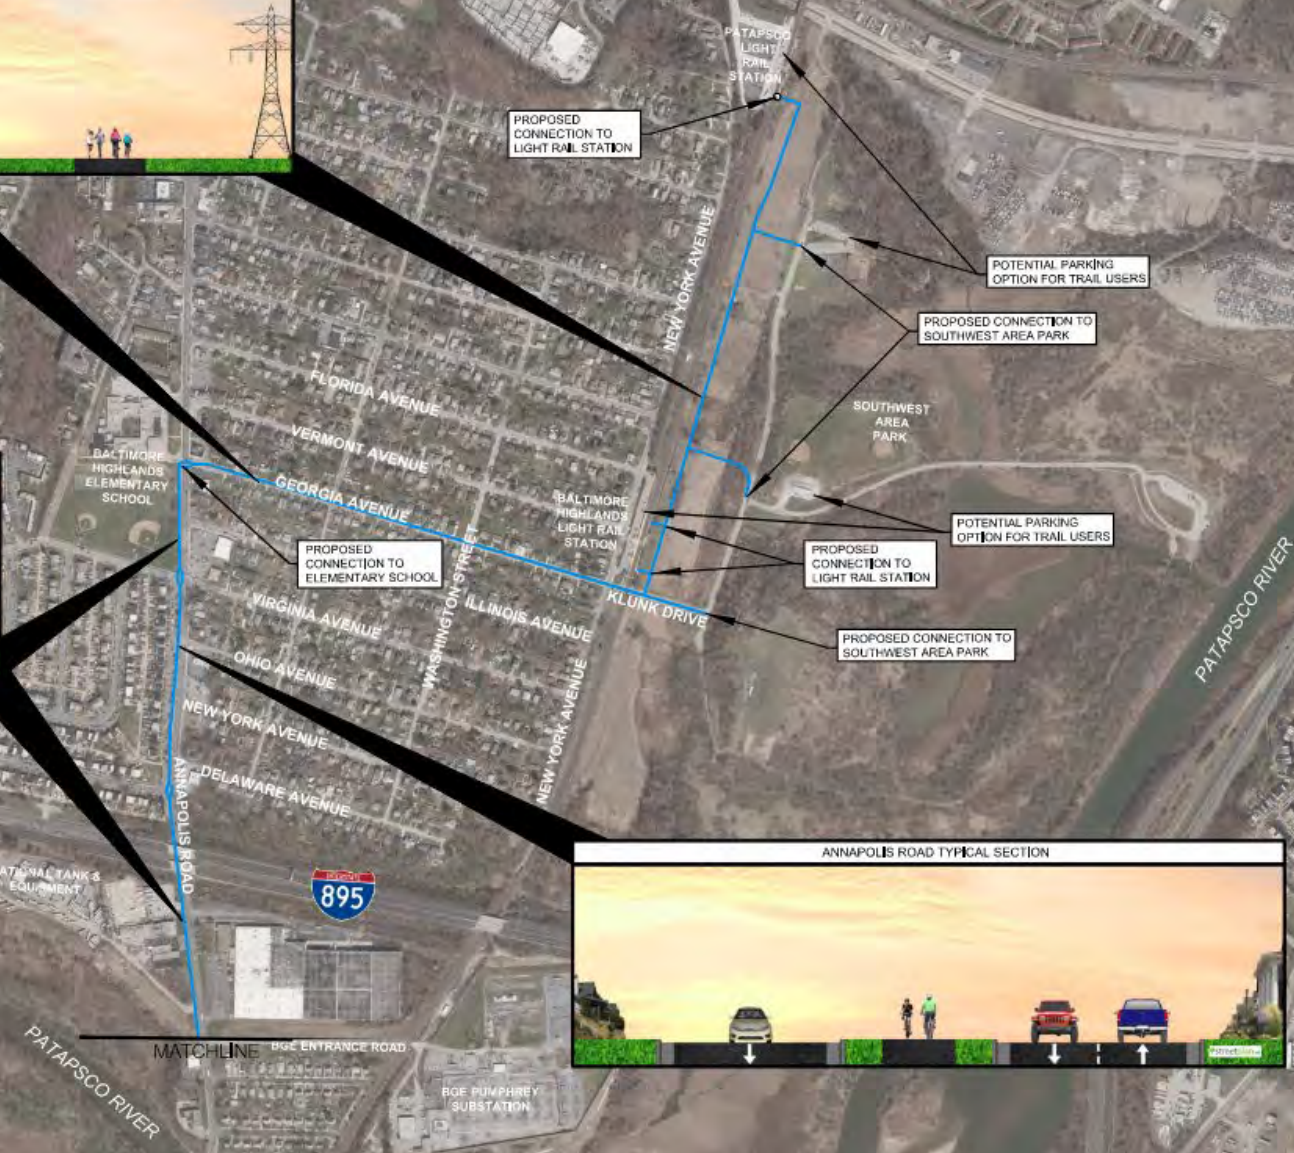 PATAPSCO
LIGHT
RAIL
STATION
PROPOSED
CONNECTION TO
LIGHT RAIL STATION
NEW YORK AVENUE
POTENTIAL PARKING
OPTION FOR TRAIL USERS
PROPOSED CONNECTION TO
SOUTHWEST AREA PARK
FLORIDA AVENUE
VERMONT AVENUE
GEORGIA AVENUE
SOUTHWEST
AREA
PARK
BALTIMORE
HIGHLANDS
ELEMENTARY
SCHOOL
BALTIMORE
HIGHLANDS
LIGHT RAIL
STATION
POTENTIAL PARKING
OPTION FOR TRAIL USERS
PROPOSED
CONNECTION TO
ELEMENTARY SCHOOL
PROPOSED
CONNECTION TO
LIGHT RAIL STATION
PATAPSCO RIVER
WASHINGTON STREET
VIRGINIA AVENUE
ILLINOIS AVENUE
KLUNK DRIVE
PROPOSED CONNECTION TO
SOUTHWEST AREA PARK
OHIO AVENUE
NEW YORK AVENUE
NEW YORK AVENUE
DELAWARE AVENUE
ANNAPOLIS ROAD
ATIONAL TANK &
EQUIPMENT
INTERSTATE
895
ANNAPOLIS ROAD TYPICAL SECTION
MATCHLINE
BGE ENTRANCE ROAD
PATAPSCO RIVER
BGE PUMPHREY
SUBSTATION